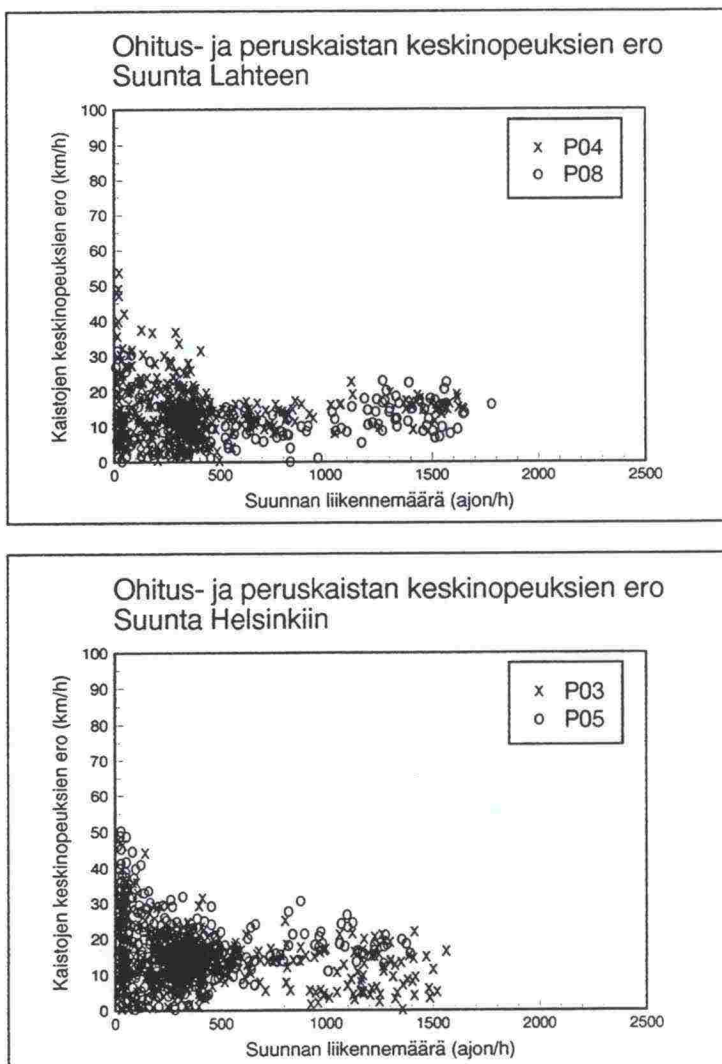 Ohitus- ja peruskaistan keskinopeuksien ero
Suunta Lahteen
Kaistojen keskinopeuksien ero (km/h)
100
90
80
70
60
50
40
30
20
10
0
x P04
o P08
0 500 1000 1500 2000 2500
Suunnan liikennemäärä (ajon/h)
Ohitus- ja peruskaistan keskinopeuksien ero
Suunta Helsinkiin
Kaistojen keskinopeuksien ero (km/h)
100
90
80
70
60
50
40
30
20
10
0
x P03
o P05
0 500 1000 1500 2000 2500
Suunnan liikennemäärä (ajon/h)